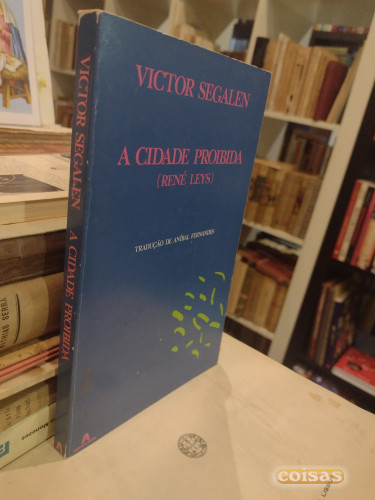 VICTOR SEGALEN
A CIDADE PROIBIDA
(RENÉ LEYS)
TRADUÇÃO DE ANÍBAL FERNANDES
VICTOR SEGALEN A CIDADE PROIBIDA
coisas